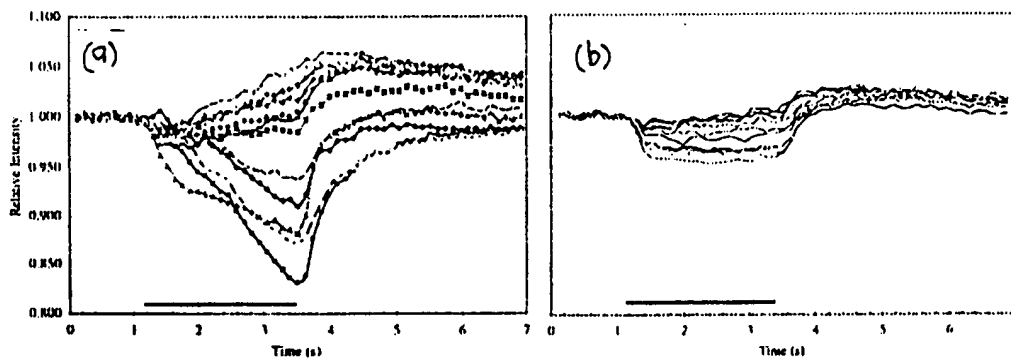 (a)
(b)
Relative Intensity
1.100
1.050
1.000
0.950
0.900
0.850
0.800
0 1 2 3 4 5 6 7
Time (s)
0 1 2 3 4 5 6
Time (s)